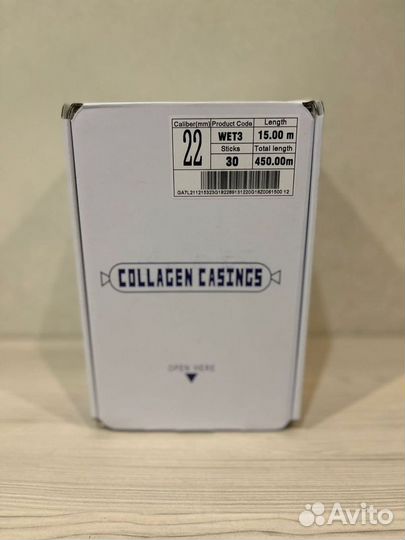 Caliber(mm) Product Code Length
22 WET3 15.00 m
Sticks Total length
30 450.00m
COLLAGEN CASINGS
OPEN HERE
Avito